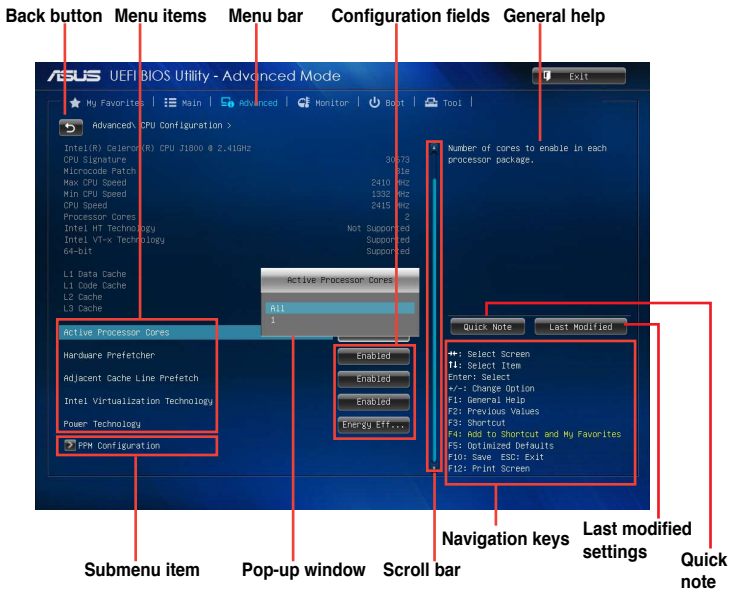 Back button Menu items Menu bar Configuration fields General help
ASUS UEFI BIOS Utility - Advanced Mode
Exit
My Favorites Main Advanced Monitor Boot Tool
Advanced\ CPU Configuration >
Intel(R) Celeron(R) CPU J1800 @ 2.41GHz
CPU Signature 30673
Microcode Patch 31e
Max CPU Speed 2410 MHz
Min CPU Speed 1332 MHz
CPU Speed 2415 MHz
Processor Cores 2
Intel HT Technology Not Supported
Intel VT-x Technology Supported
64-bit Supported
L1 Data Cache
L1 Code Cache
L2 Cache
L3 Cache
Active Processor Cores
All
1
Active Processor Cores
Hardware Prefetcher Enabled
Adjacent Cache Line Prefetch Enabled
Intel Virtualization Technology Enabled
Power Technology Energy Eff...
PPM Configuration
Number of cores to enable in each
processor package.
Quick Note Last Modified
→←: Select Screen
↑↓: Select Item
Enter: Select
+/-: Change Option
F1: General Help
F2: Previous Values
F3: Shortcut
F4: Add to Shortcut and My Favorites
F5: Optimized Defaults
F10: Save ESC: Exit
F12: Print Screen
Submenu item Pop-up window Scroll bar
Navigation keys
Last modified
settings
Quick
note